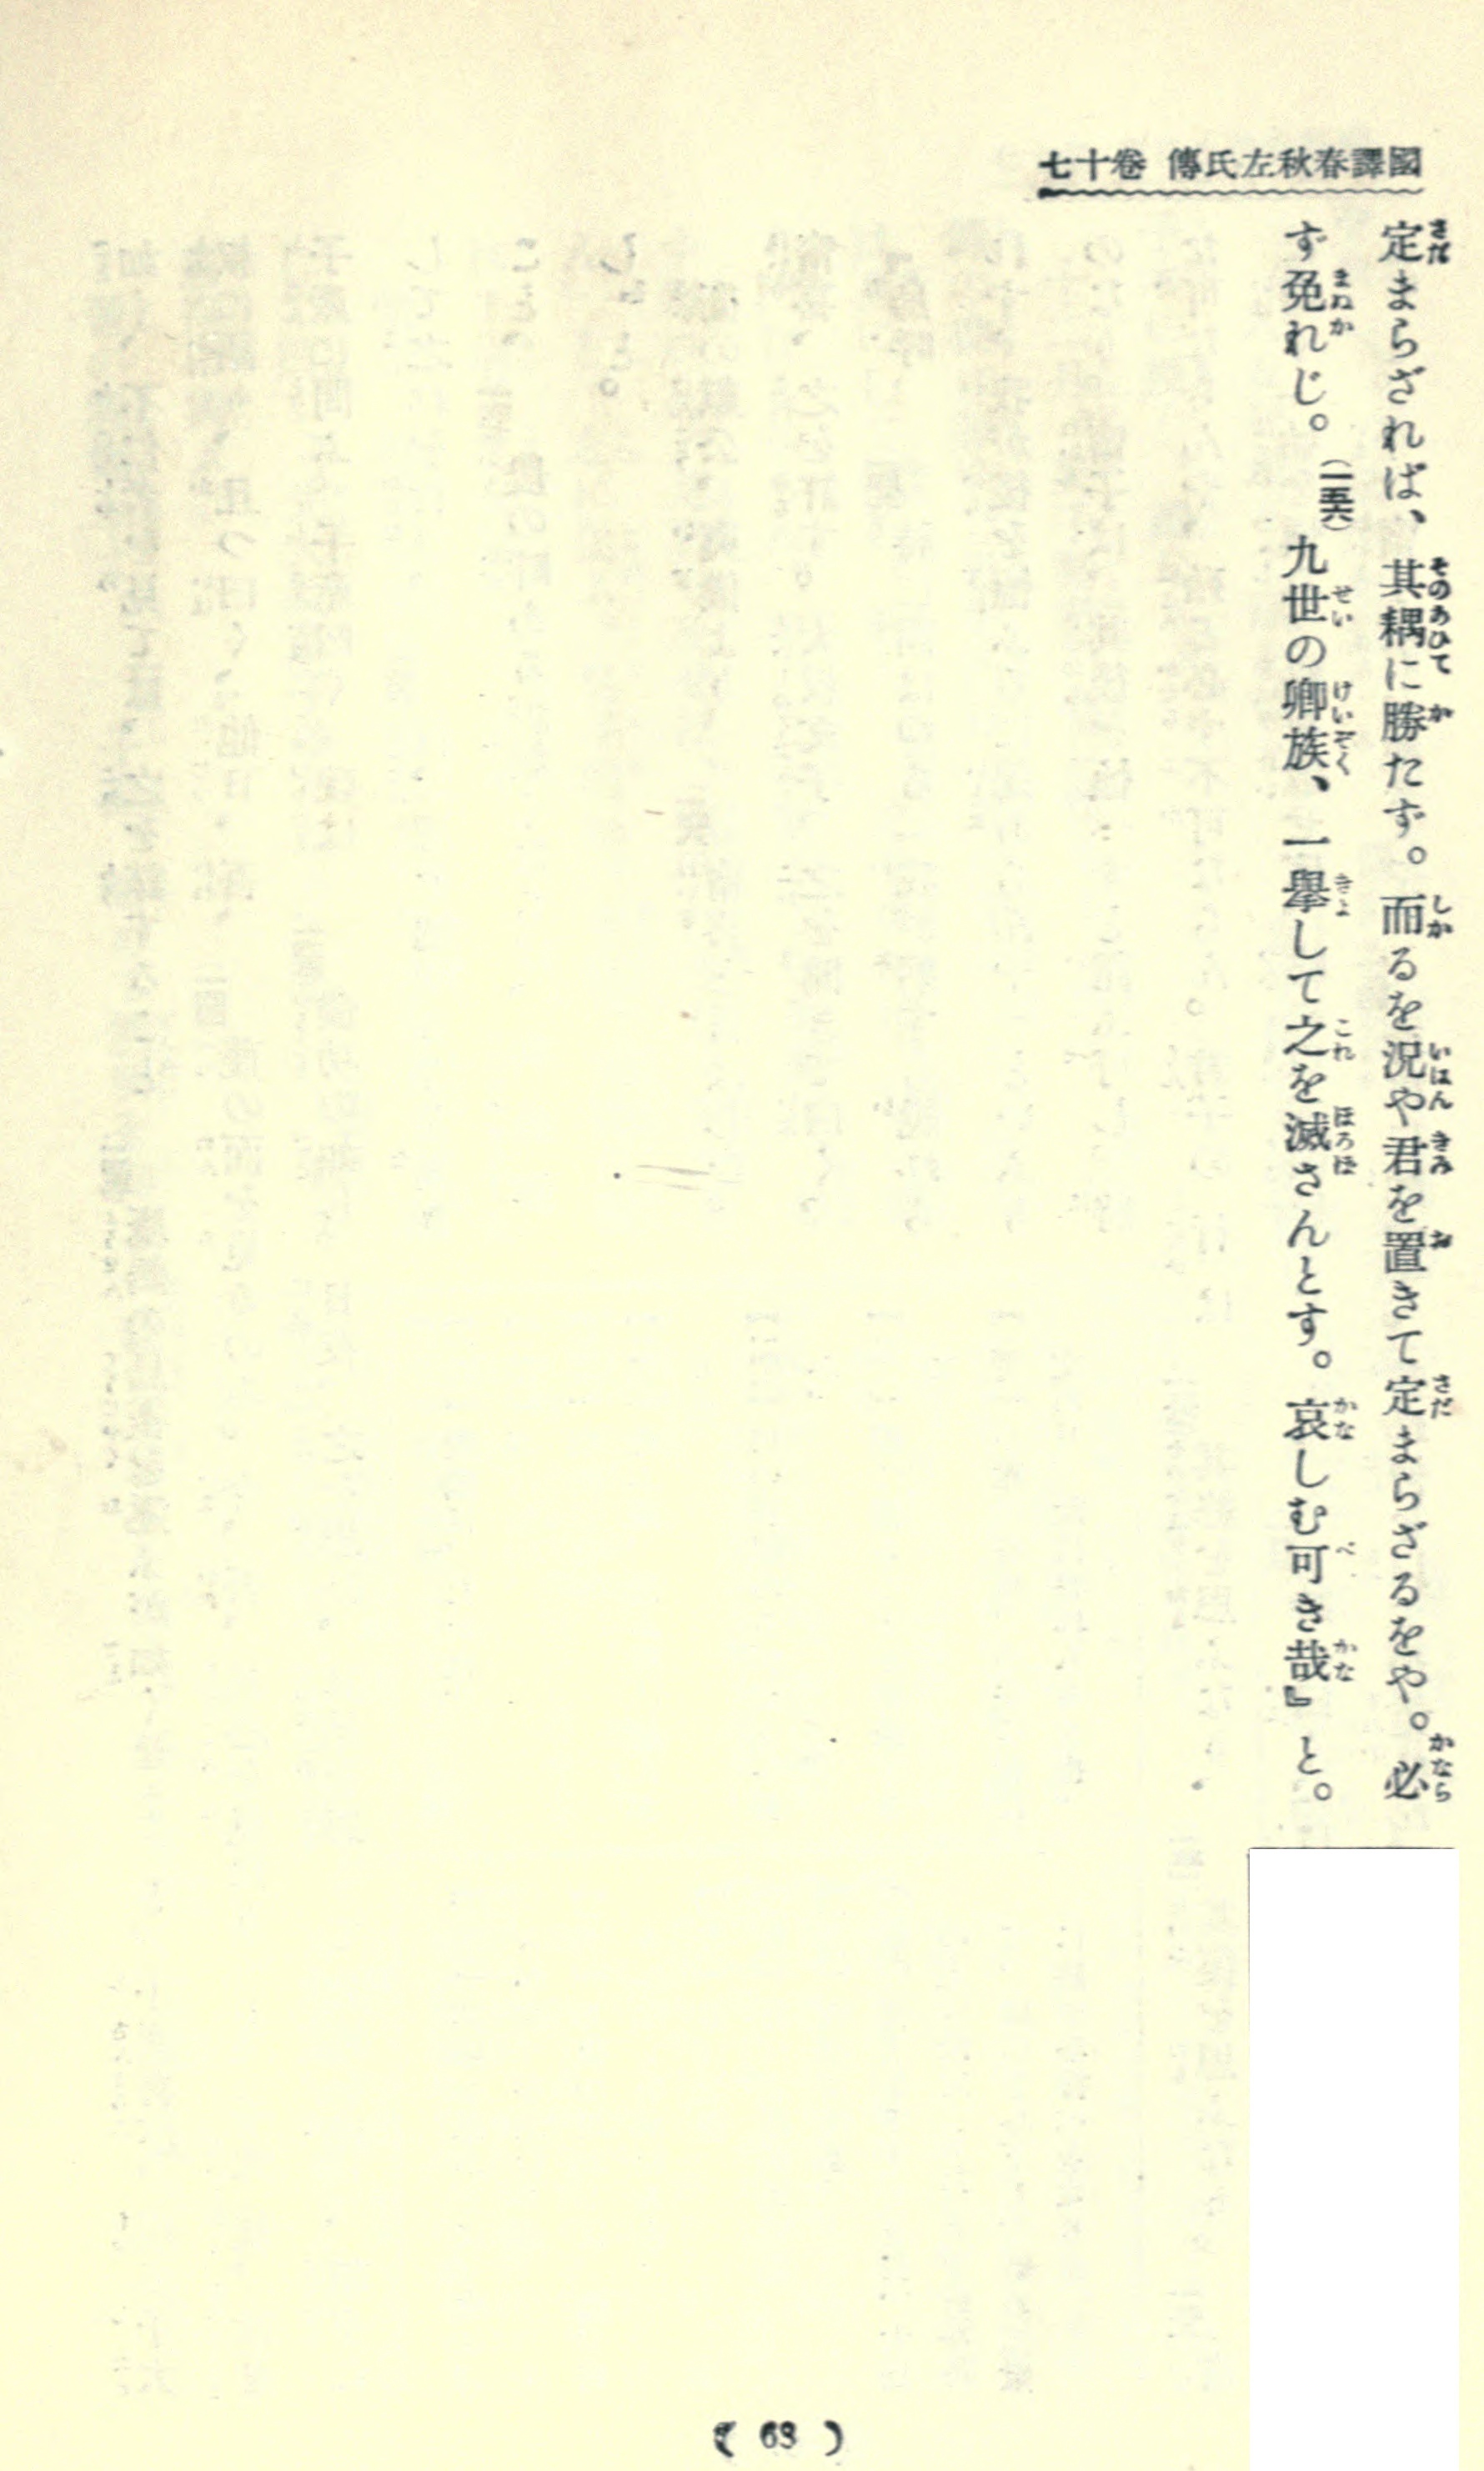 國譯春秋左氏傳 卷十七
定まらざれば、其耦に勝たず。而るを況や君を置きて定まらざるをや。必
ず免れじ。(一五六)九世の卿族、一擧して之を滅さんとす。哀しむ可き哉』と。
( 63 )